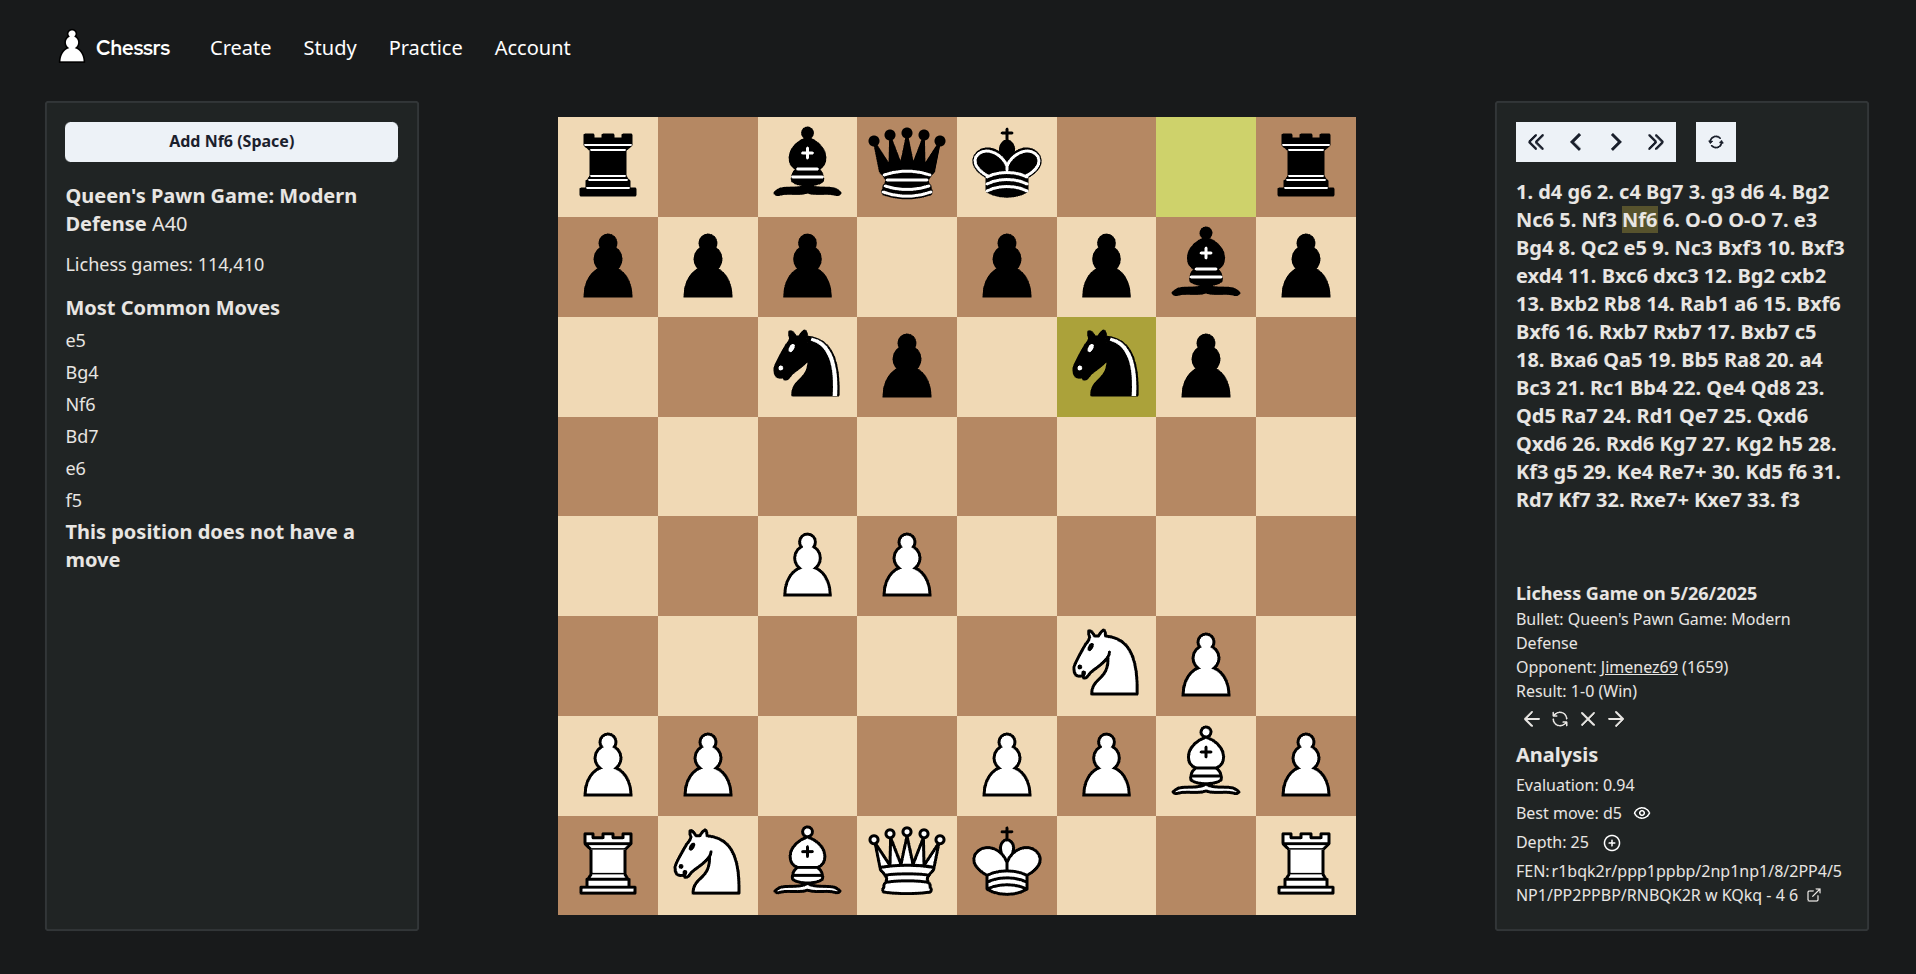 Chessrs
Create
Study
Practice
Account
Add Nf6 (Space)
Queen's Pawn Game: Modern
Defense A40
Lichess games: 114,410
Most Common Moves
e5
Bg4
Nf6
Bd7
e6
f5
This position does not have a
move
1. d4 g6 2. c4 Bg7 3. g3 d6 4. Bg2
Nc6 5. Nf3 Nf6 6. O-O O-O 7. e3
Bg4 8. Qc2 e5 9. Nc3 Bxf3 10. Bxf3
exd4 11. Bxc6 dxc3 12. Bg2 cxb2
13. Bxb2 Rb8 14. Rab1 a6 15. Bxf6
Bxf6 16. Rxb7 Rxb7 17. Bxb7 c5
18. Bxa6 Qa5 19. Bb5 Ra8 20. a4
Bc3 21. Rc1 Bb4 22. Qe4 Qd8 23.
Qd5 Ra7 24. Rd1 Qe7 25. Qxd6
Qxd6 26. Rxd6 Kg7 27. Kg2 h5 28.
Kf3 g5 29. Ke4 Re7+ 30. Kd5 f6 31.
Rd7 Kf7 32. Rxe7+ Kxe7 33. f3
Lichess Game on 5/26/2025
Bullet: Queen's Pawn Game: Modern
Defense
Opponent: Jimenez69 (1659)
Result: 1-0 (Win)
Analysis
Evaluation: 0.94
Best move: d5
Depth: 25
FEN: r1bqk2r/ppp1ppbp/2np1np1/8/2PP4/5
NP1/PP2PPBP/RNBQK2R w KQkq - 4 6